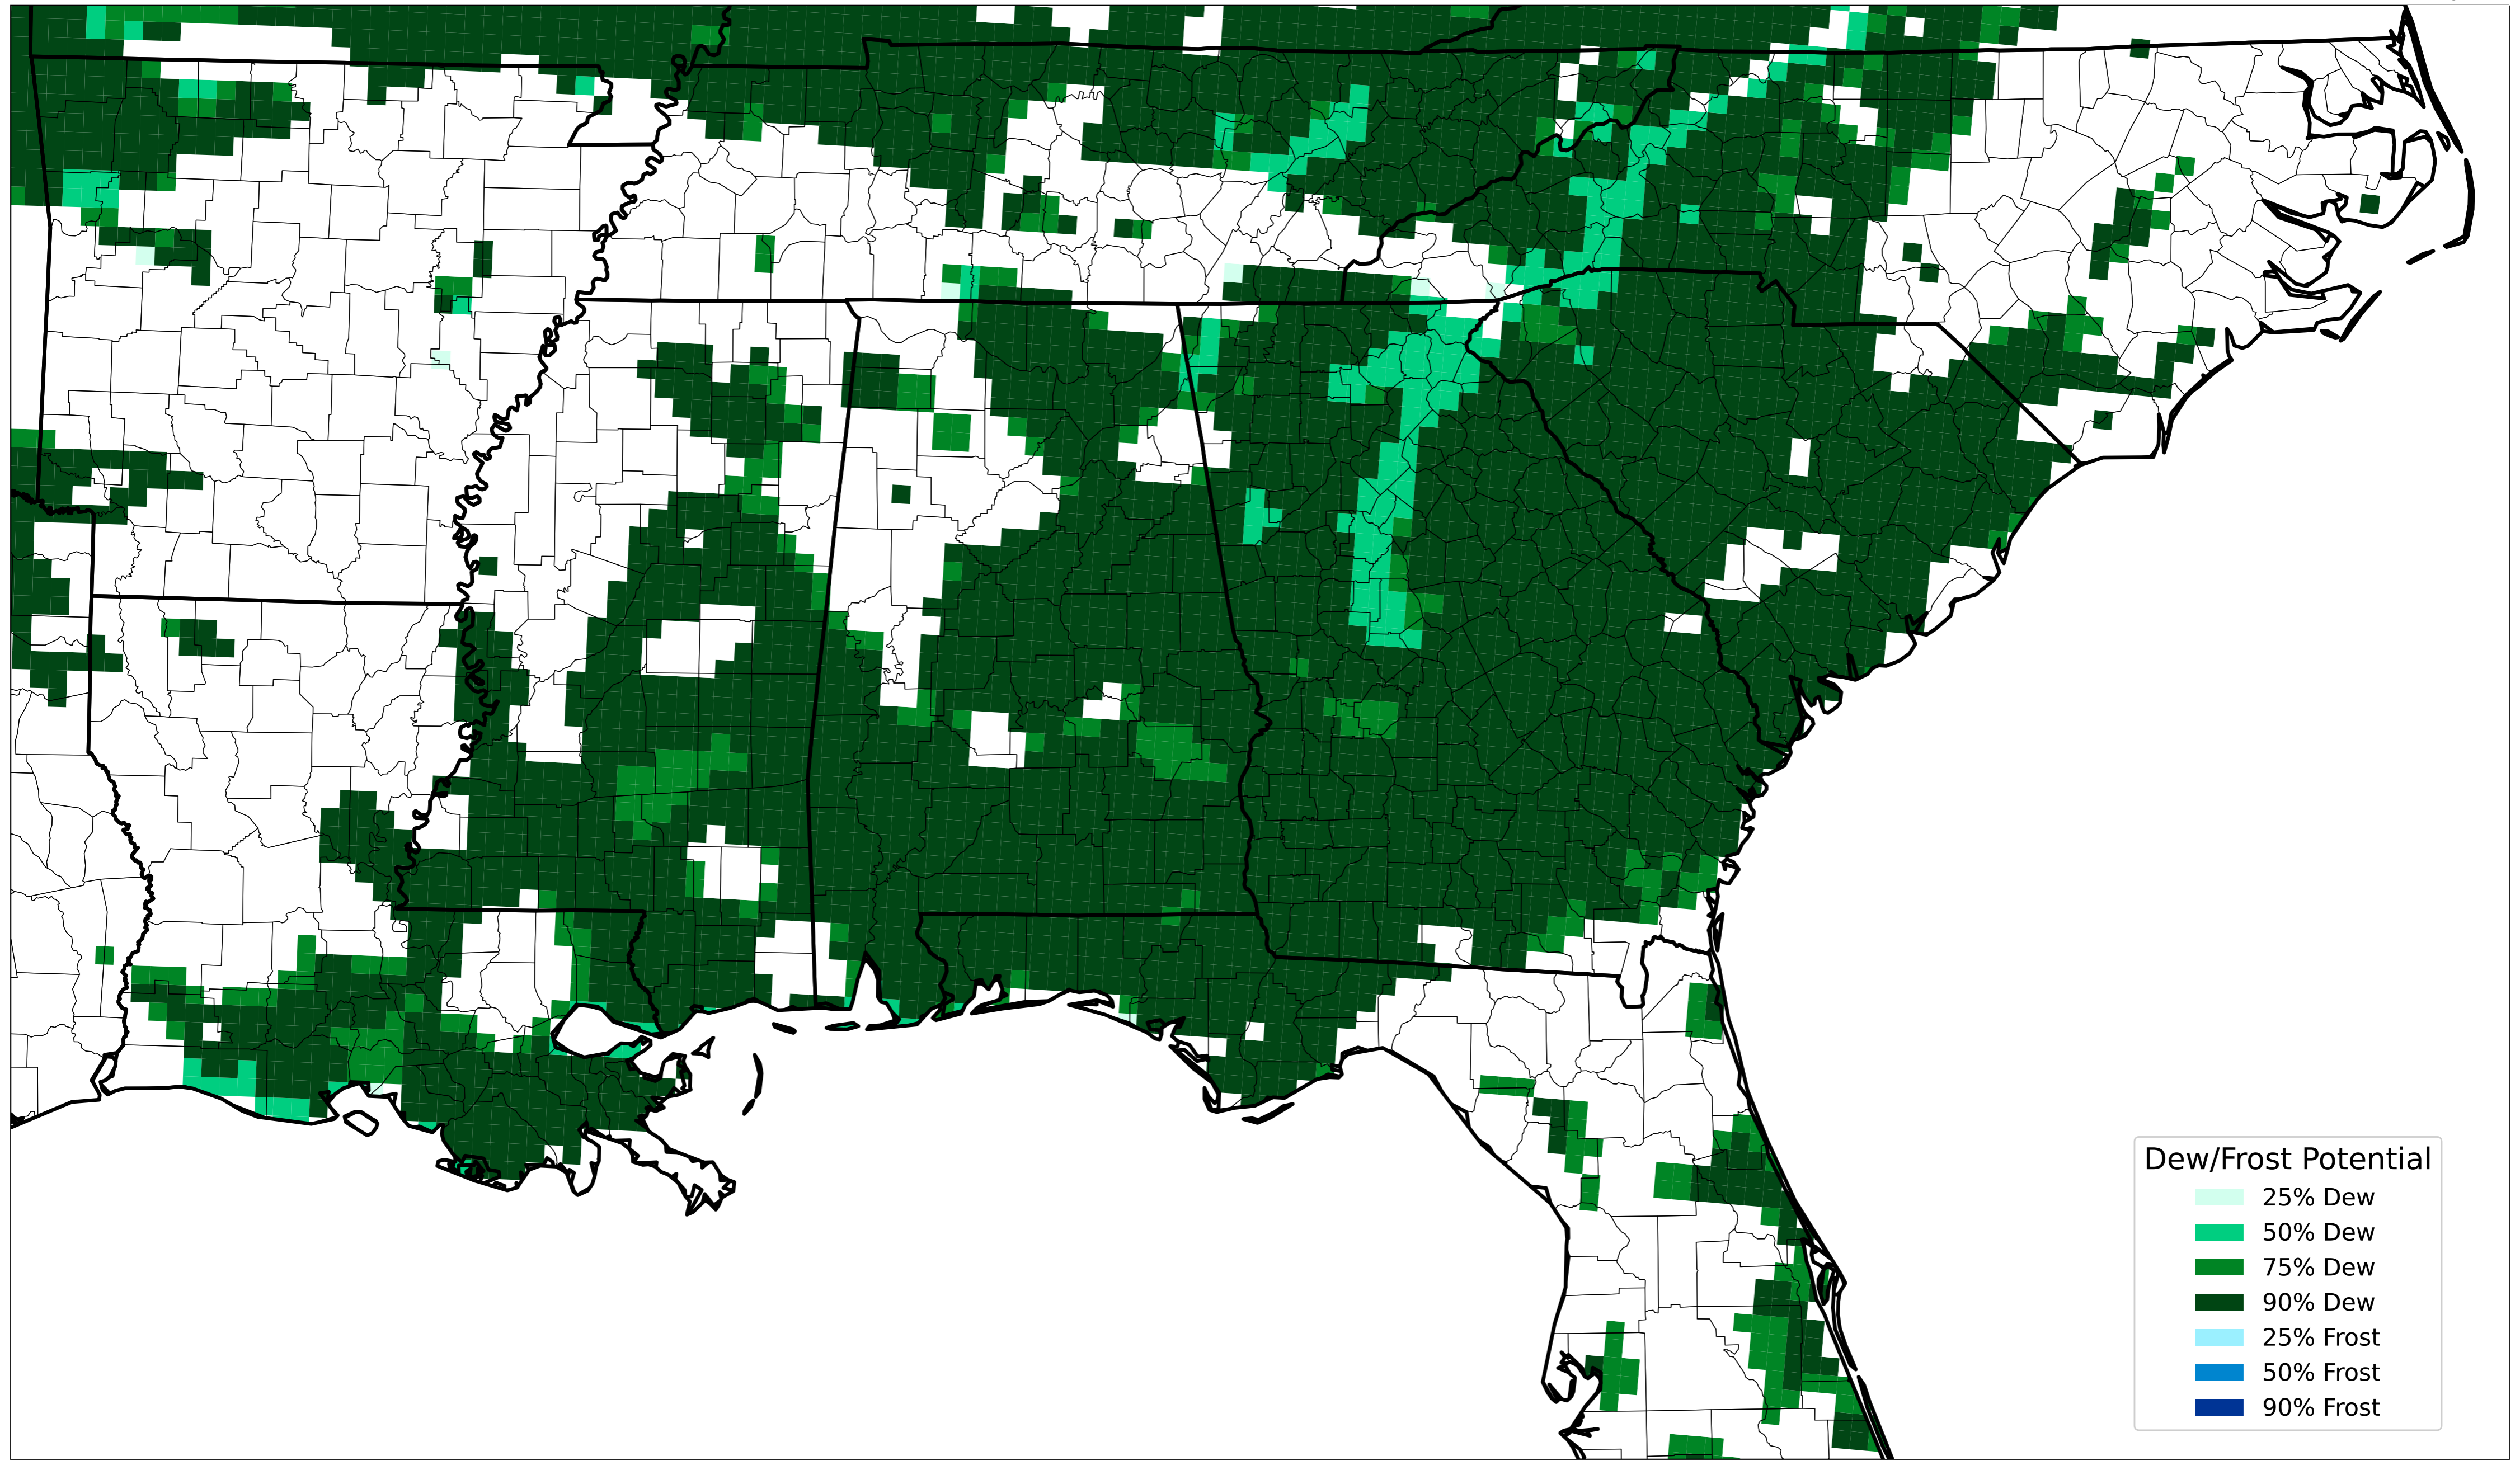 Dew/Frost Potential
25% Dew
50% Dew
75% Dew
90% Dew
25% Frost
50% Frost
90% Frost